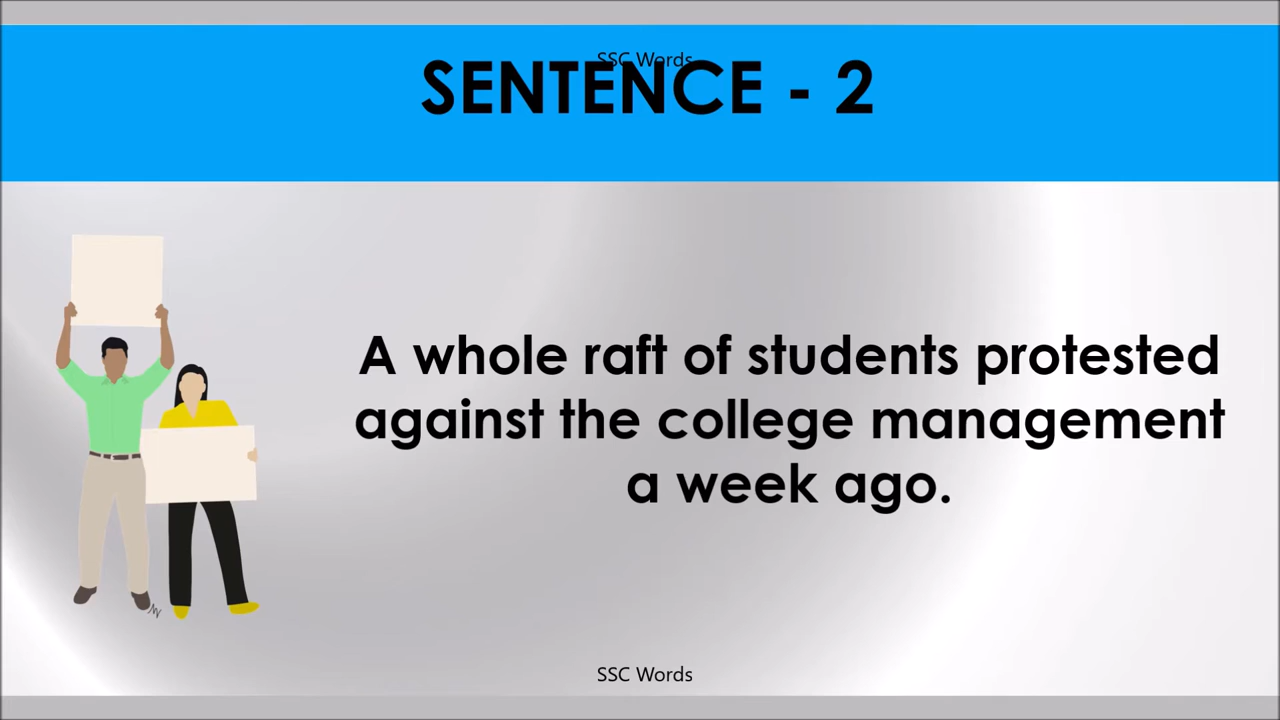 SSC Words
SENTENCE - 2
A whole raft of students protested
against the college management
a week ago.
SSC Words